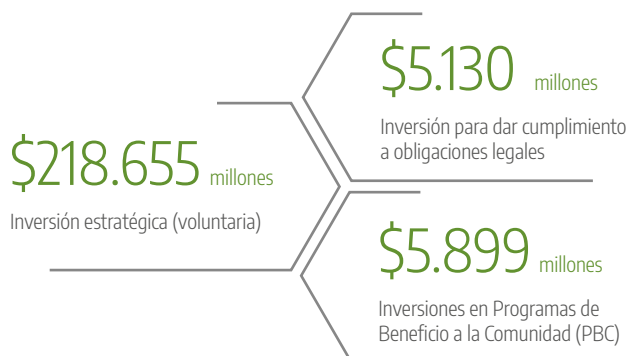 $218.655 millones
Inversión estratégica (voluntaria)
$5.130 millones
Inversión para dar cumplimiento
a obligaciones legales
$5.899 millones
Inversiones en Programas de
Beneficio a la Comunidad (PBC)